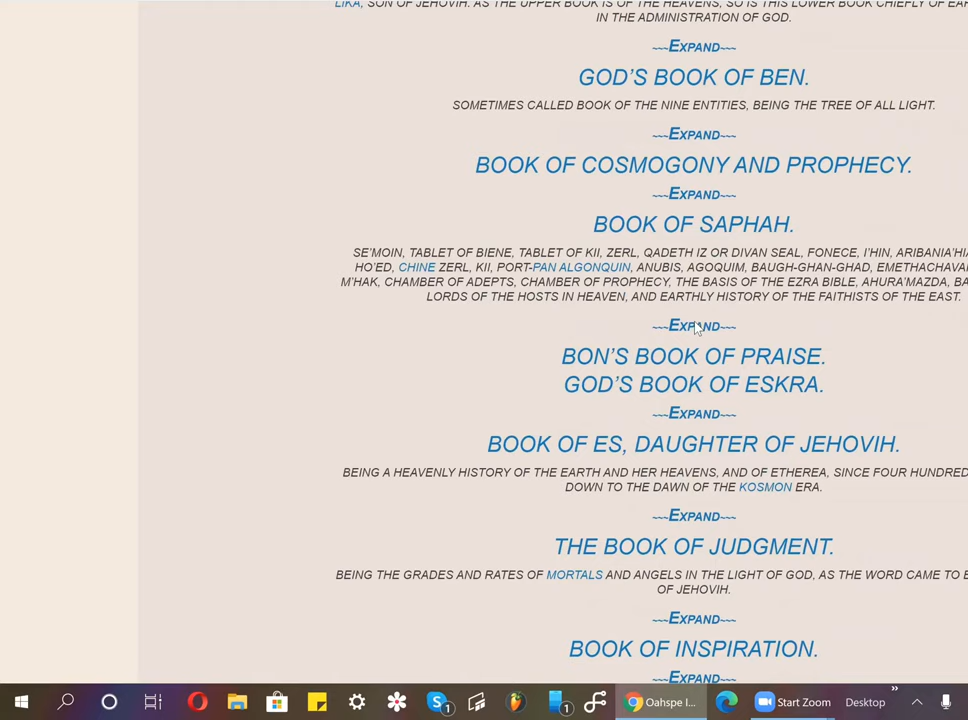 LIKA, SON OF JEHOVIH. AS THE UPPER BOOK IS OF THE HEAVENS, SO IS THIS LOWER BOOK CHIEFLY OF
IN THE ADMINISTRATION OF GOD.
~~~EXPAND~~~
GOD'S BOOK OF BEN.
SOMETIMES CALLED BOOK OF THE NINE ENTITIES, BEING THE TREE OF ALL LIGHT.
~~~EXPAND~~~
BOOK OF COSMOGONY AND PROPHECY.
~~~EXPAND~~~
BOOK OF SAPHAH.
SE'MOIN, TABLET OF BIENE, TABLET OF KII, ZERL, QADETH IZ OR DIVAN SEAL, FONECE, I'HIN, ARIBANIA'HI
HO'ED, CHINE ZERL, KII, PORT-PAN ALGONQUIN, ANUBIS, AGOQUIM, BAUGH-GHAN-GHAD, EMETHACHAVA
M'HAK, CHAMBER OF ADEPTS, CHAMBER OF PROPHECY, THE BASIS OF THE EZRA BIBLE, AHURA'MAZDA, BA
LORDS OF THE HOSTS IN HEAVEN, AND EARTHLY HISTORY OF THE FAITHISTS OF THE EAST.
~~~EXPAND~~~
BON'S BOOK OF PRAISE.
GOD'S BOOK OF ESKRA.
~~~EXPAND~~~
BOOK OF ES, DAUGHTER OF JEHOVIH.
BEING A HEAVENLY HISTORY OF THE EARTH AND HER HEAVENS, AND OF ETHEREA, SINCE FOUR HUNDRED
DOWN TO THE DAWN OF THE KOSMON ERA.
~~~EXPAND~~~
THE BOOK OF JUDGMENT.
BEING THE GRADES AND RATES OF MORTALS AND ANGELS IN THE LIGHT OF GOD, AS THE WORD CAME TO
OF JEHOVIH.
~~~EXPAND~~~
BOOK OF INSPIRATION.
~~~EXPAND~~~
1 1 Oahspe I... Start Zoom Desktop